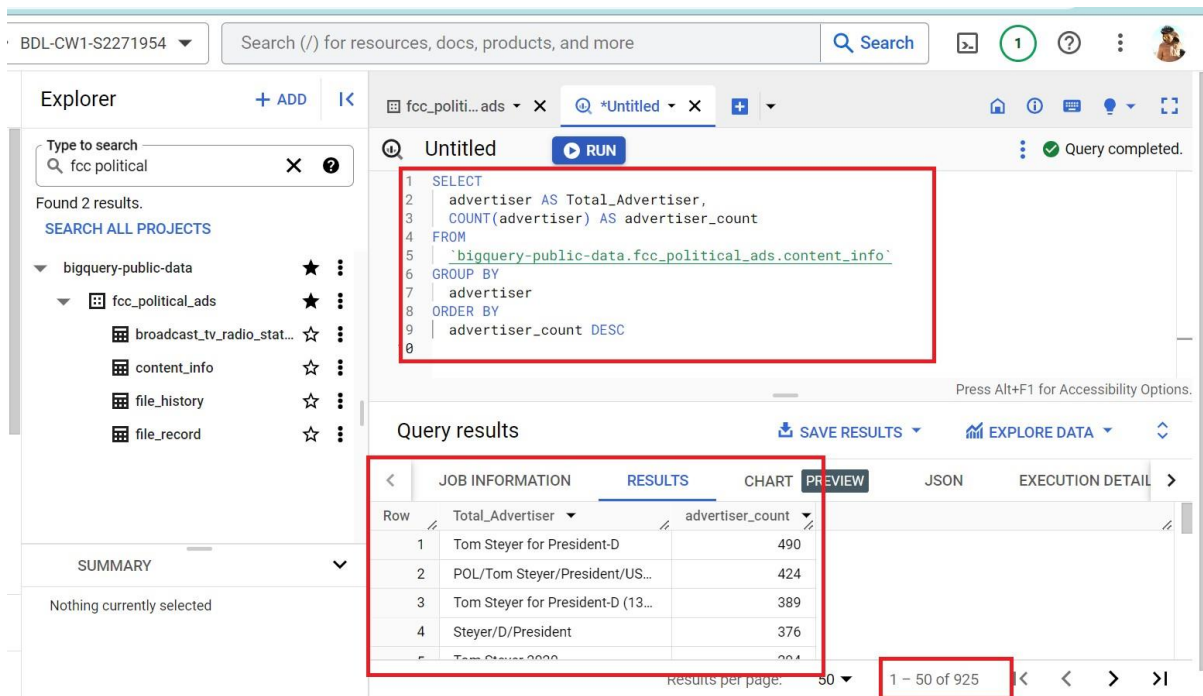 BDL-CW1-S2271954
Search (/) for resources, docs, products, and more
Search
1
Explorer
+ ADD
fcc_politi... ads
*Untitled
Type to search
fcc political
Found 2 results.
SEARCH ALL PROJECTS
bigquery-public-data
fcc_political_ads
broadcast_tv_radio_stat...
content_info
file_history
file_record
SUMMARY
Nothing currently selected
Untitled
RUN
Query completed.
1 SELECT
2 advertiser AS Total_Advertiser,
3 COUNT(advertiser) AS advertiser_count
4 FROM
5 `bigquery-public-data.fcc_political_ads.content_info`
6 GROUP BY
7 advertiser
8 ORDER BY
9 advertiser_count DESC
0
Press Alt+F1 for Accessibility Options.
Query results
SAVE RESULTS
EXPLORE DATA
JOB INFORMATION RESULTS CHART PREVIEW JSON EXECUTION DETAIL
Row Total_Advertiser advertiser_count
1 Tom Steyer for President-D 490
2 POL/Tom Steyer/President/US... 424
3 Tom Steyer for President-D (13... 389
4 Steyer/D/President 376
Results per page: 50 1 – 50 of 925